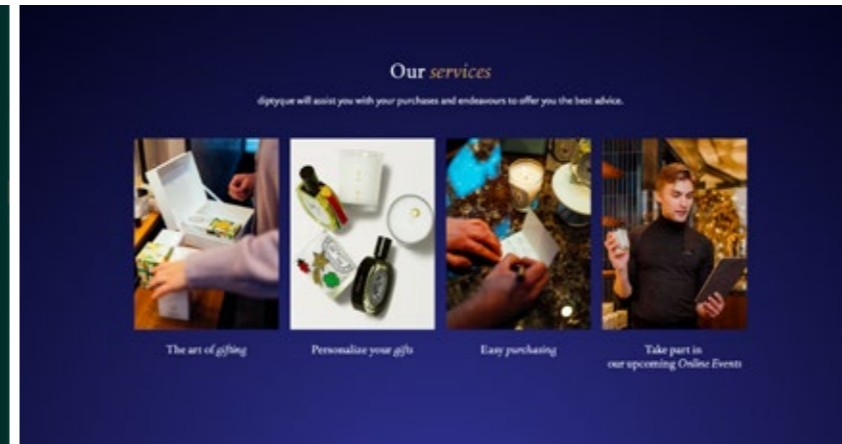 Our services
diptyque will assist you with your purchases and endeavours to offer you the best advice.
The art of gifting
Personalize your gifts
Easy purchasing
Take part in
our upcoming Online Events